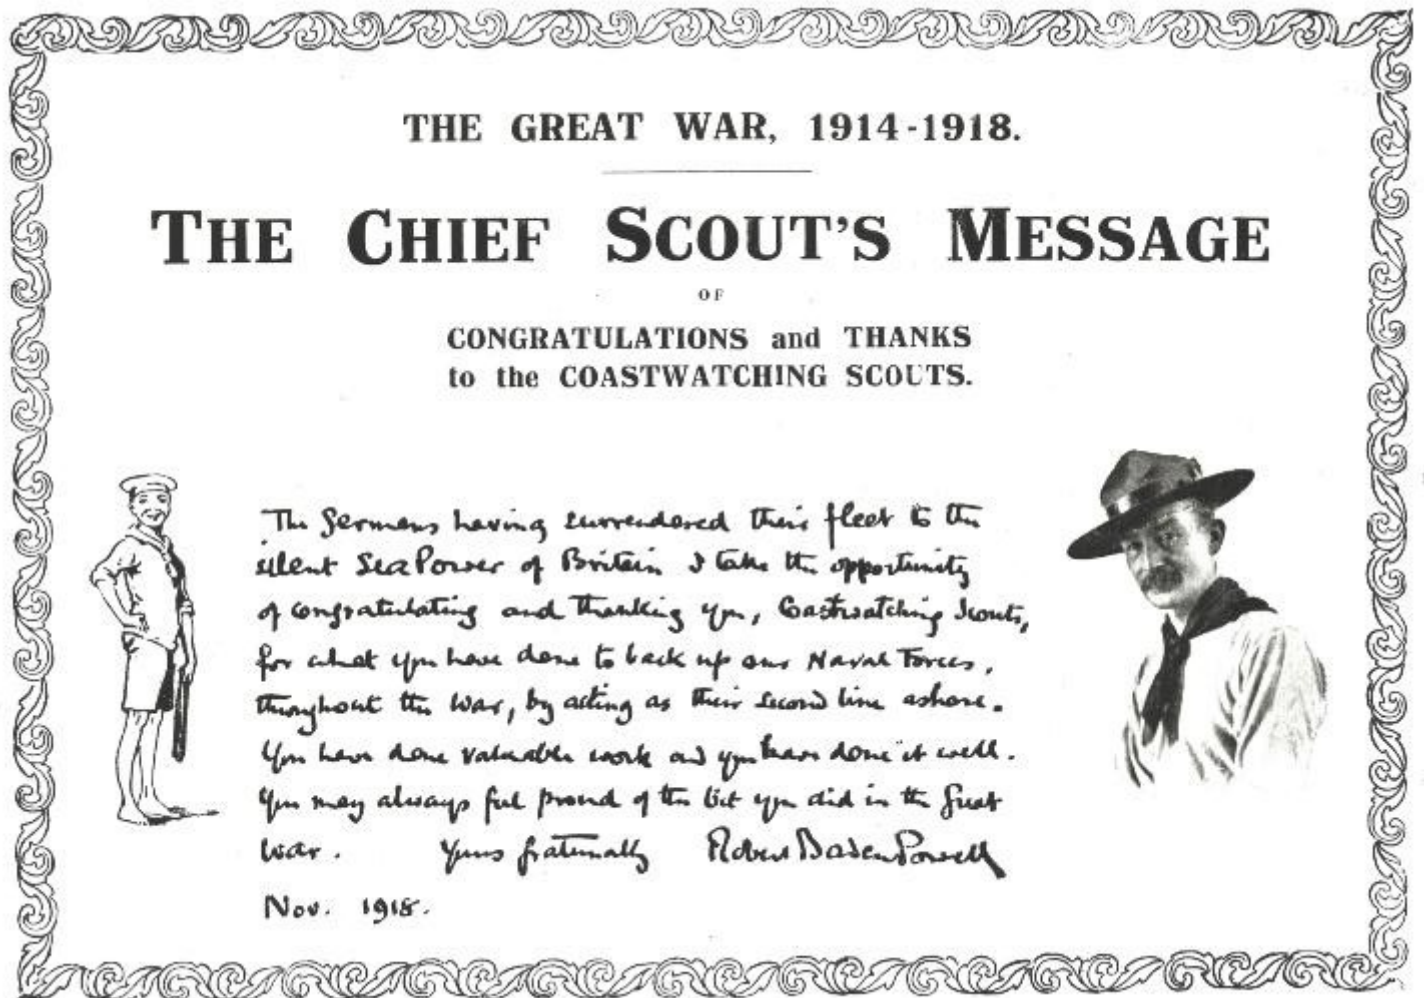 THE GREAT WAR, 1914-1918.
THE CHIEF SCOUT'S MESSAGE
OF
CONGRATULATIONS and THANKS
to the COASTWATCHING SCOUTS.
The Germans having surrendered their fleet to the
silent Sea Power of Britain I take the opportunity
of congratulating and thanking you, Coastwatching Scouts,
for what you have done to back up our Naval Forces,
throughout the War, by acting as their second line ashore.
You have done valuable work and you have done it well.
You may always feel proud of the bit you did in the Great
War. Yours fraternally Robert Baden Powell
Nov. 1918.